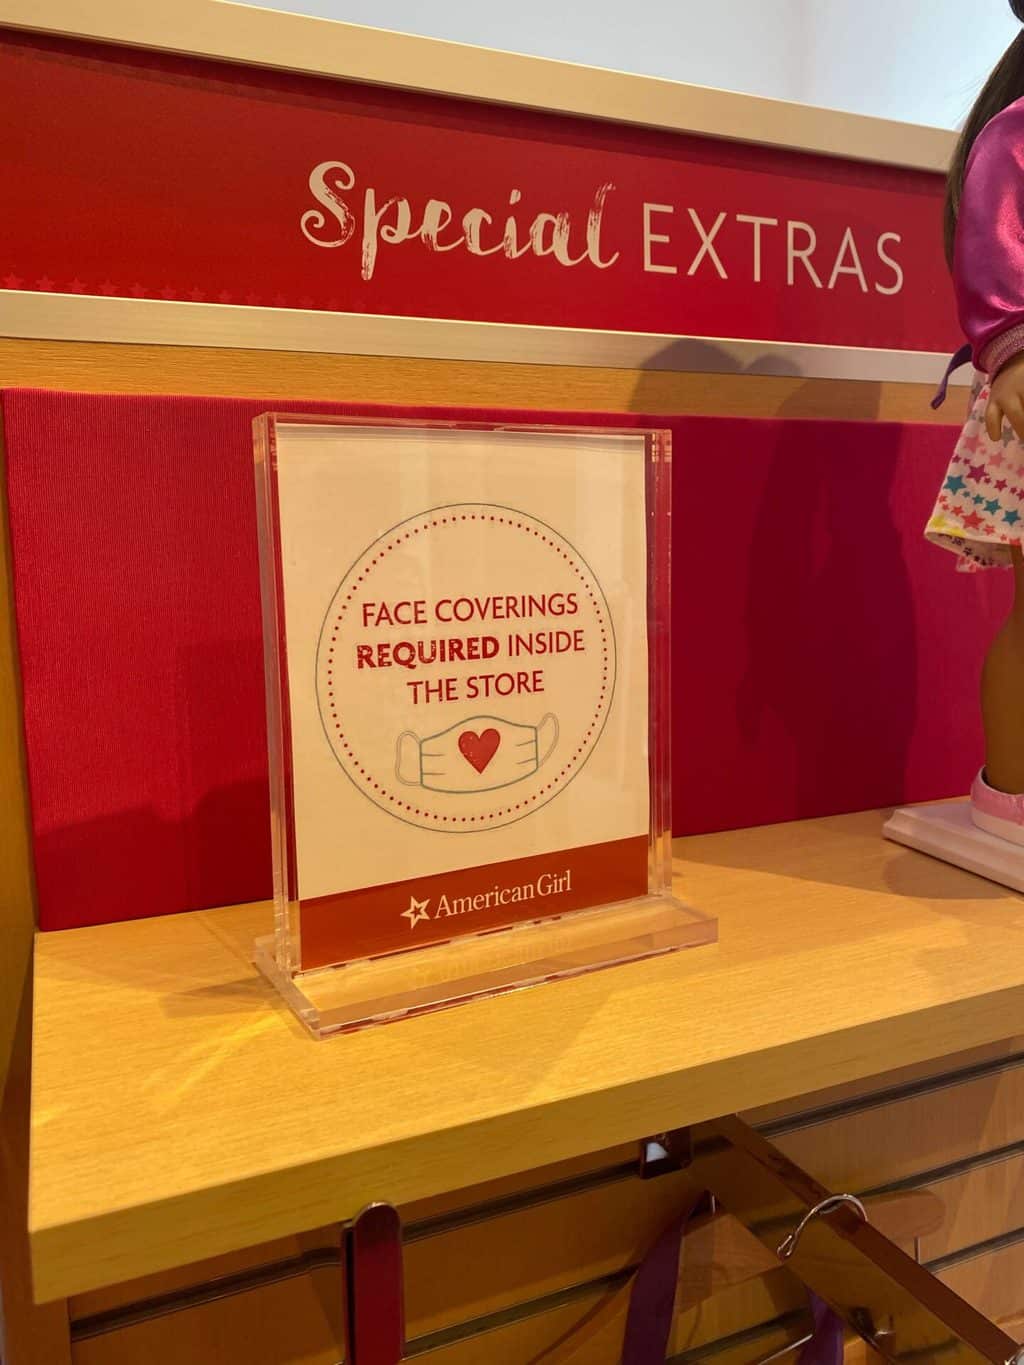 Special EXTRAS
FACE COVERINGS
REQUIRED INSIDE
THE STORE
American Girl